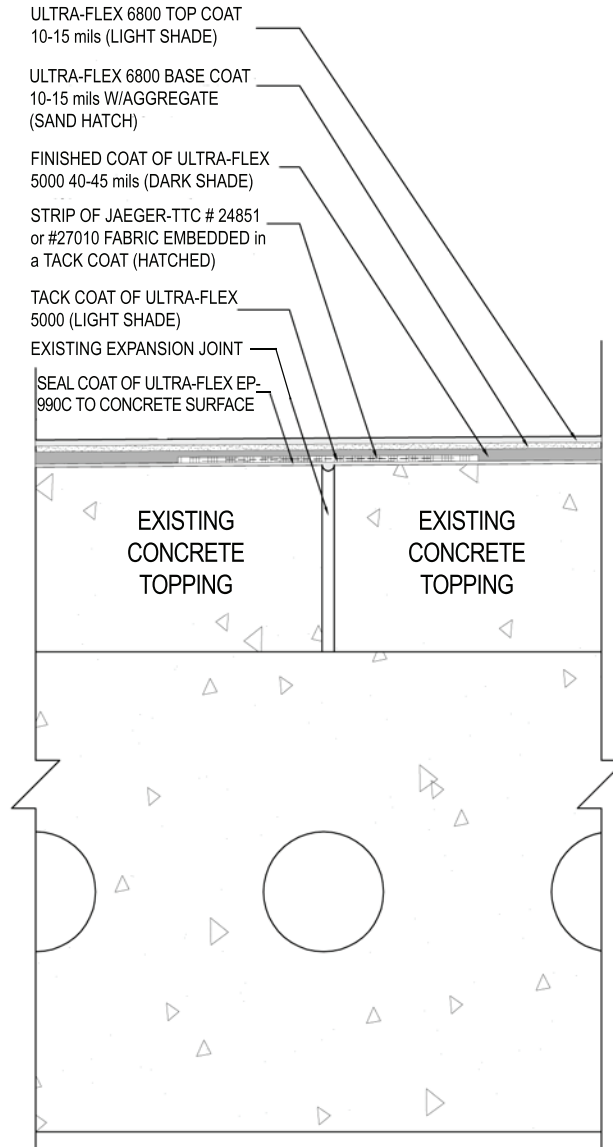 ULTRA-FLEX 6800 TOP COAT
10-15 mils (LIGHT SHADE)
ULTRA-FLEX 6800 BASE COAT
10-15 mils W/AGGREGATE
(SAND HATCH)
FINISHED COAT OF ULTRA-FLEX
5000 40-45 mils (DARK SHADE)
STRIP OF JAEGER-TTC # 24851
or #27010 FABRIC EMBEDDED in
a TACK COAT (HATCHED)
TACK COAT OF ULTRA-FLEX
5000 (LIGHT SHADE)
EXISTING EXPANSION JOINT
SEAL COAT OF ULTRA-FLEX EP-
990C TO CONCRETE SURFACE
EXISTING
CONCRETE
TOPPING
EXISTING
CONCRETE
TOPPING